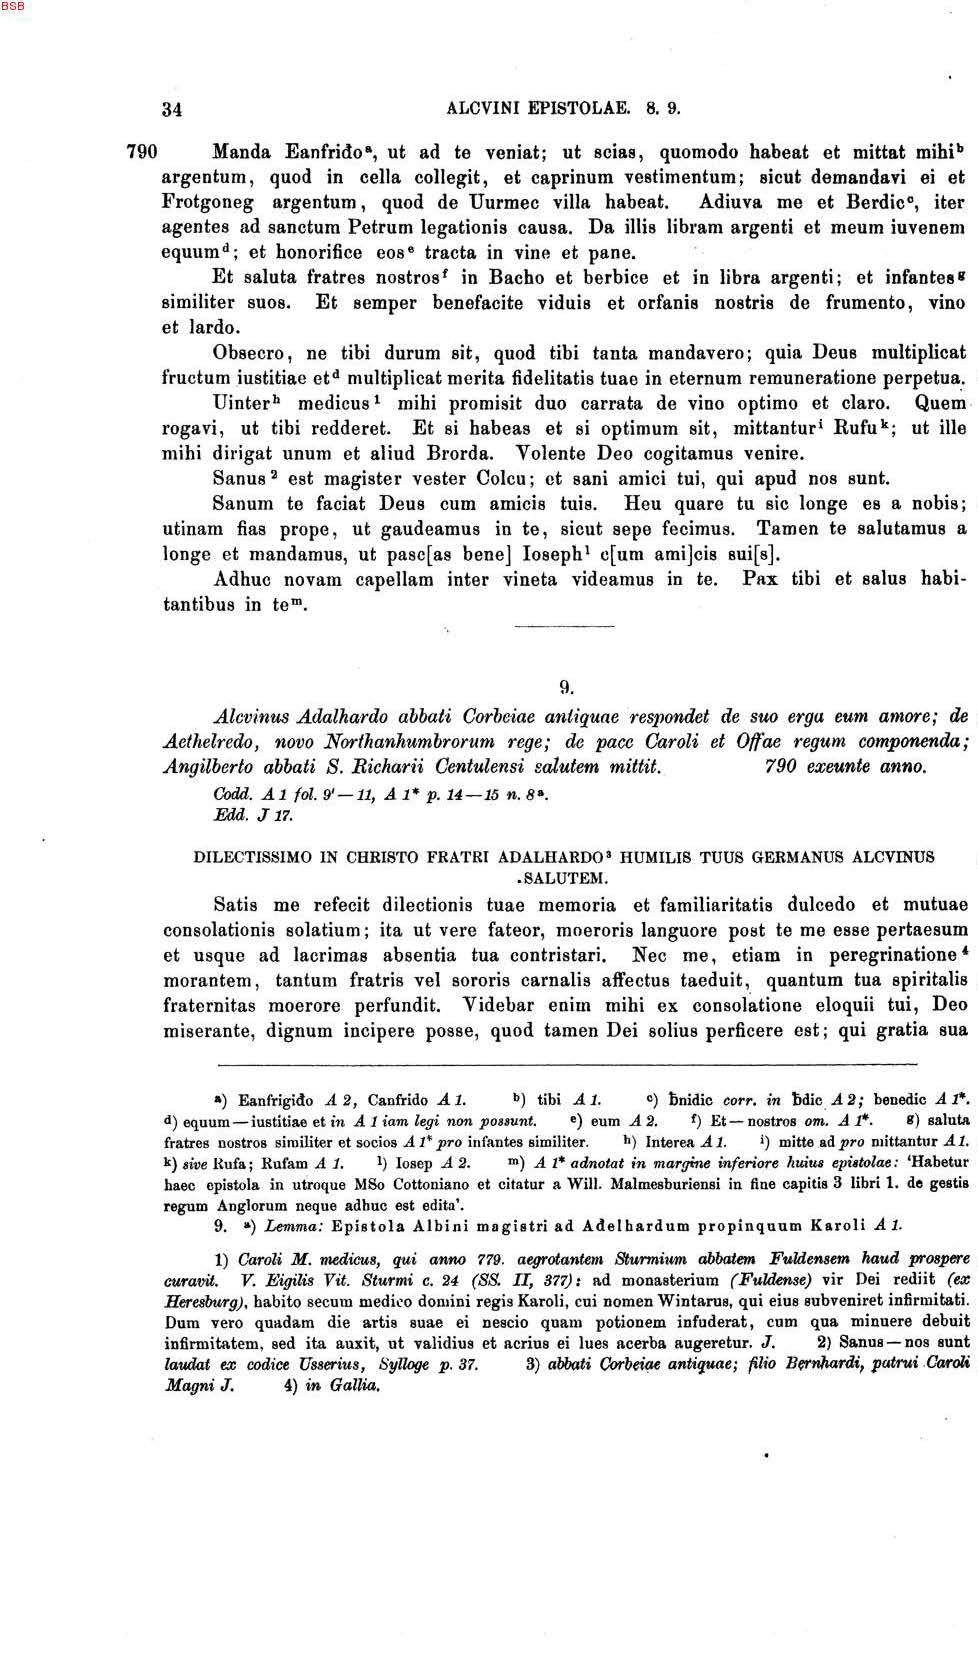 BSB
34 ALCVINI EPISTOLAE. 8. 9.
790 Manda Eanfriđoᵃ, ut ad te veniat; ut scias, quomodo habeat et mittat mihiᵇ
argentum, quod in cella collegit, et caprinum vestimentum; sicut demandavi ei et
Frotgoneg argentum, quod de Uurmec villa habeat. Adiuva me et Berdicᶜ, iter
agentes ad sanctum Petrum legationis causa. Da illis libram argenti et meum iuvenem
equumᵈ; et honorifice eosᵉ tracta in vine et pane.
Et saluta fratres nostrosᶠ in Bacho et berbice et in libra argenti; et infantesᵍ
similiter suos. Et semper benefacite viduis et orfanis nostris de frumento, vino
et lardo.
Obsecro, ne tibi durum sit, quod tibi tanta mandavero; quia Deus multiplicat
fructum iustitiae etᵈ multiplicat merita fidelitatis tuae in eternum remuneratione perpetua.
Uinterʰ medicus¹ mihi promisit duo carrata de vino optimo et claro. Quem
rogavi, ut tibi redderet. Et si habeas et si optimum sit, mittanturⁱ Rufuᵏ; ut ille
mihi dirigat unum et aliud Brorda. Volente Deo cogitamus venire.
Sanus² est magister vester Colcu; et sani amici tui, qui apud nos sunt.
Sanum te faciat Deus cum amicis tuis. Heu quare tu sic longe es a nobis;
utinam fias prope, ut gaudeamus in te, sicut sepe fecimus. Tamen te salutamus a
longe et mandamus, ut pasc[as bene] Iosephˡ c[um ami]cis sui[s].
Adhuc novam capellam inter vineta videamus in te. Pax tibi et salus habi-
tantibus in teᵐ.
9.
Alcvinus Adalhardo abbati Corbeiae antiquae respondet de suo erga eum amore; de
Aethelredo, novo Northanhumbrorum rege; de pace Caroli et Offae regum componenda;
Angilberto abbati S. Richarii Centulensi salutem mittit. 790 exeunte anno.
Codd. A 1 fol. 9'—11, A 1* p. 14—15 n. 8ᵃ.
Edd. J 17.
DILECTISSIMO IN CHRISTO FRATRI ADALHARDO³ HUMILIS TUUS GERMANUS ALCVINUS
SALUTEM.
Satis me refecit dilectionis tuae memoria et familiaritatis dulcedo et mutuae
consolationis solatium; ita ut vere fateor, moeroris languore post te me esse pertaesum
et usque ad lacrimas absentia tua contristari. Nec me, etiam in peregrinatione⁴
morantem, tantum fratris vel sororis carnalis affectus taeduit, quantum tua spiritalis
fraternitas moerore perfundit. Videbar enim mihi ex consolatione eloquii tui, Deo
miserante, dignum incipere posse, quod tamen Dei solius perficere est; qui gratia sua
ᵃ) Eanfrigiđo A 2, Canfrido A 1. ᵇ) tibi A 1. ᶜ) ƀnidic corr. in ƀdic A 2; benedic A 1*.
ᵈ) equum—iustitiae et in A 1 iam legi non possunt. ᵉ) eum A 2. ᶠ) Et—nostros om. A 1*. ᵍ) saluta
fratres nostros similiter et socios A 1* pro infantes similiter. ʰ) Interea A 1. ⁱ) mitte ad pro mittantur A 1.
ᵏ) sive Rufa; Rufam A 1. ˡ) Iosep A 2. ᵐ) A 1* adnotat in margine inferiore huius epistolae: 'Habetur
haec epistola in utroque MSo Cottoniano et citatur a Will. Malmesburiensi in fine capitis 3 libri 1. de gestis
regum Anglorum neque adhuc est edita'.
9. ᵃ) Lemma: Epistola Albini magistri ad Adelhardum propinquum Karoli A 1.
1) Caroli M. medicus, qui anno 779. aegrotantem Sturmium abbatem Fuldensem haud prospere
curavit. V. Eigilis Vit. Sturmi c. 24 (SS. II, 377): ad monasterium (Fuldense) vir Dei rediit (ex
Heresburg), habito secum medico domini regis Karoli, cui nomen Wintarus, qui eius subveniret infirmitati.
Dum vero quadam die artis suae ei nescio quam potionem infuderat, cum qua minuere debuit
infirmitatem, sed ita auxit, ut validius et acrius ei lues acerba augeretur. J. 2) Sanus—nos sunt
laudat ex codice Usserius, Sylloge p. 37. 3) abbati Corbeiae antiquae; filio Bernhardi, patrui Caroli
Magni J. 4) in Gallia.